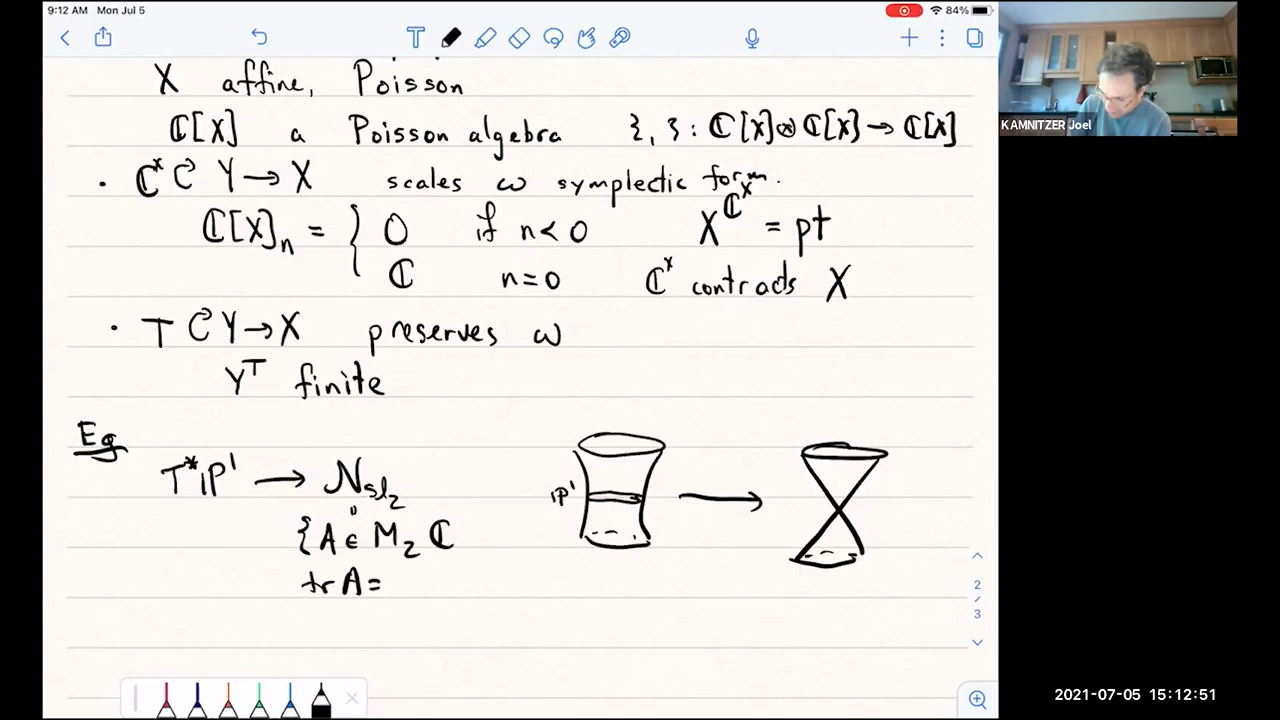 9:12 AM Mon Jul 5
84%
X affine, Poisson
ℂ[X] a Poisson algebra {, } : ℂ[X]⊗ℂ[X] → ℂ[X]
· ℂ^× ↻ Y → X scales ω symplectic form.
ℂ[X]_n = { 0 if n<0 X^{ℂ^×} = pt
ℂ n=0 ℂ^× contracts X
· T ↻ Y → X preserves ω
Y^T finite
Eg
T*ℙ¹ → N_{sl₂}
ℙ¹
{A ∈ M₂ ℂ
tr A =
2
3
KAMNITZER Joel
2021-07-05 15:12:51